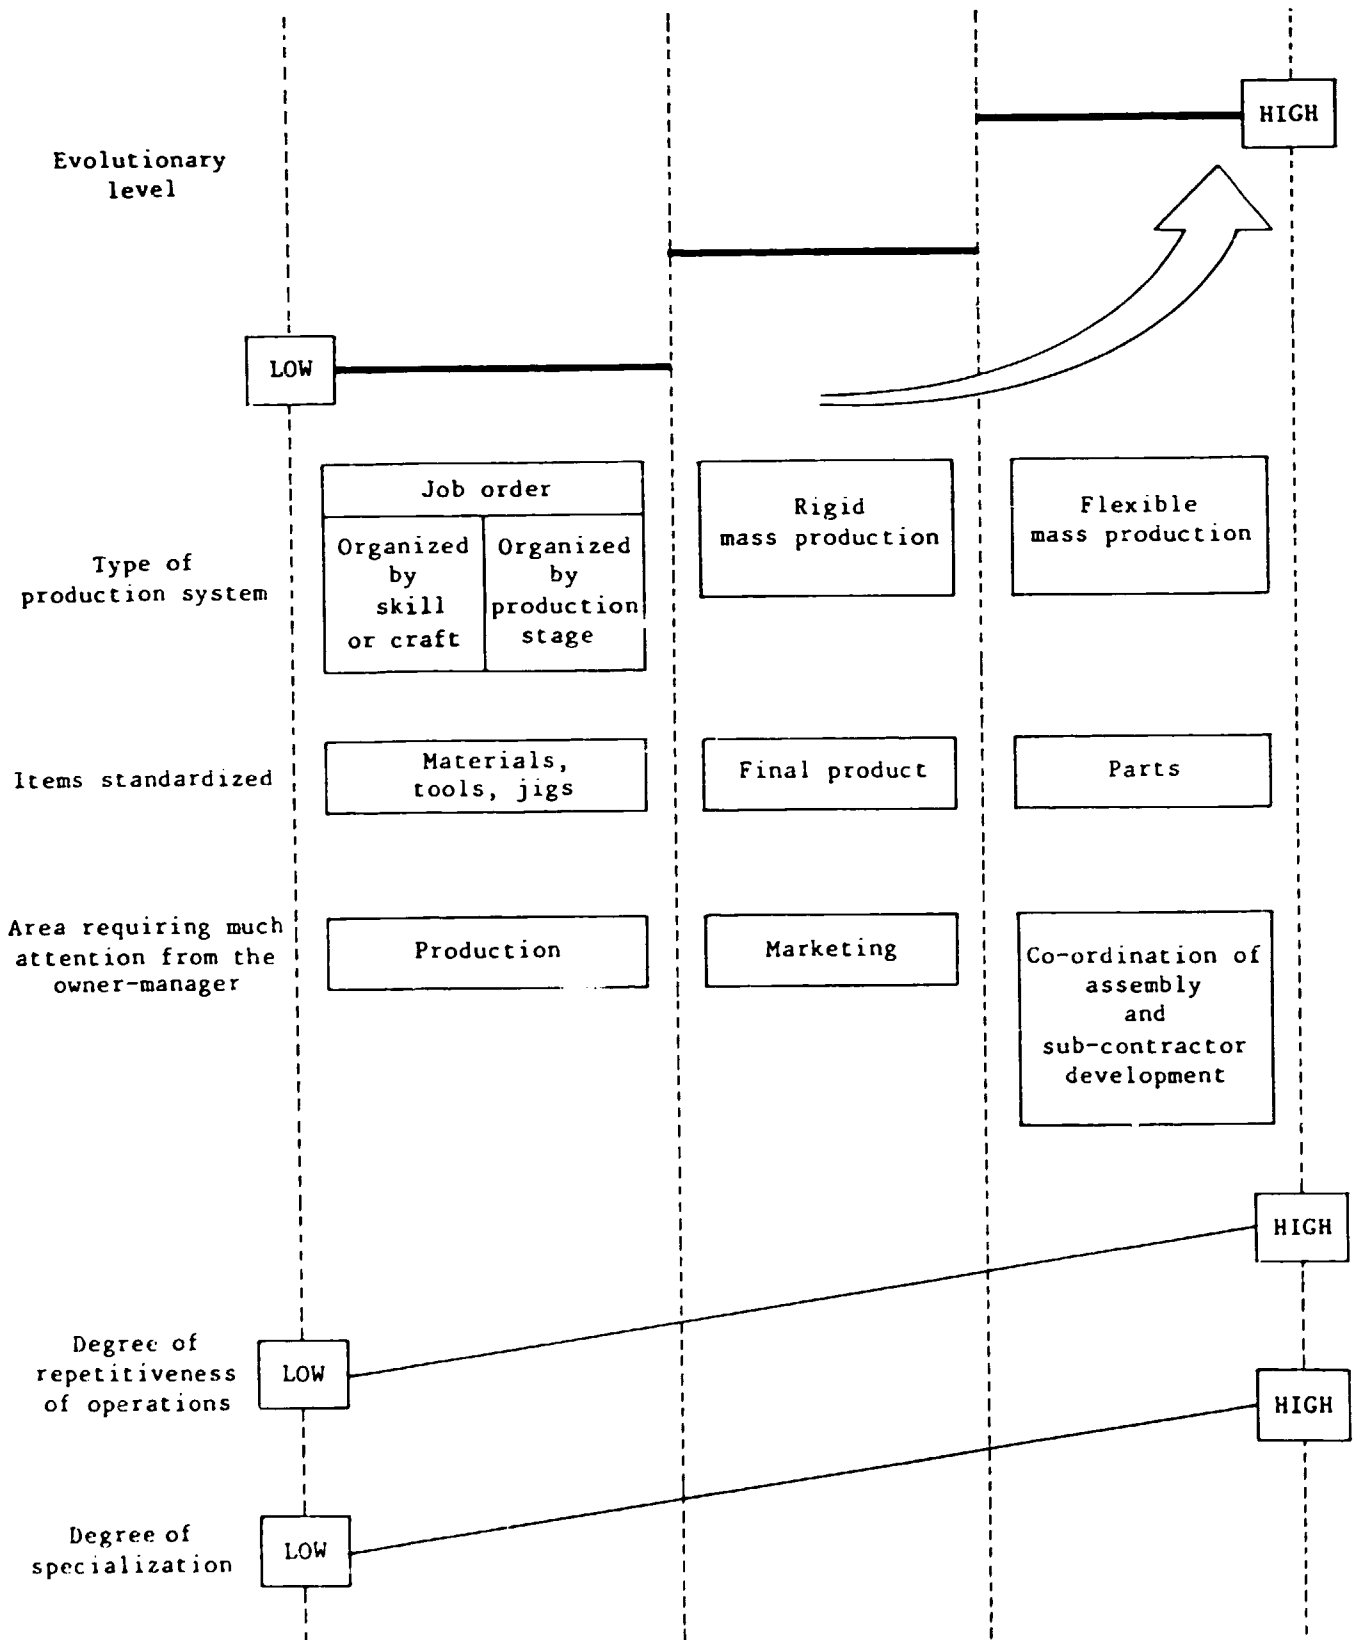 HIGH
Evolutionary
level
LOW
Job order
Organized
by
skill
or craft
Organized
by
production
stage
Rigid
mass production
Flexible
mass production
Type of
production system
Items standardized
Materials,
tools, jigs
Final product
Parts
Area requiring much
attention from the
owner-manager
Production
Marketing
Co-ordination of
assembly
and
sub-contractor
development
HIGH
Degree of
repetitiveness
of operations
LOW
HIGH
Degree of
specialization
LOW